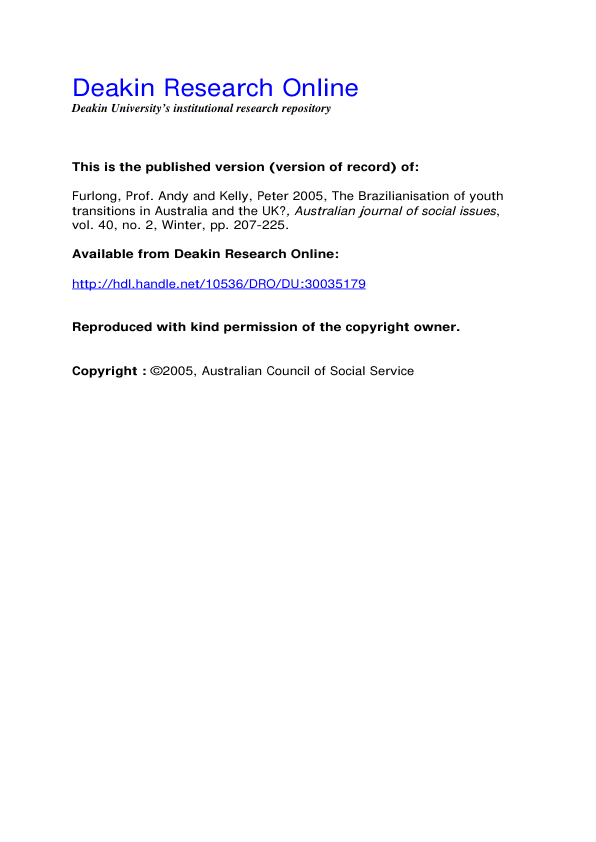 Deakin Research Online
Deakin University's institutional research repository
This is the published version (version of record) of:
Furlong, Prof. Andy and Kelly, Peter 2005, The Brazilianisation of youth
transitions in Australia and the UK?, Australian journal of social issues,
vol. 40, no. 2, Winter, pp. 207-225.
Available from Deakin Research Online:
http://hdl.handle.net/10536/DRO/DU:30035179
Reproduced with kind permission of the copyright owner.
Copyright : ©2005, Australian Council of Social Service